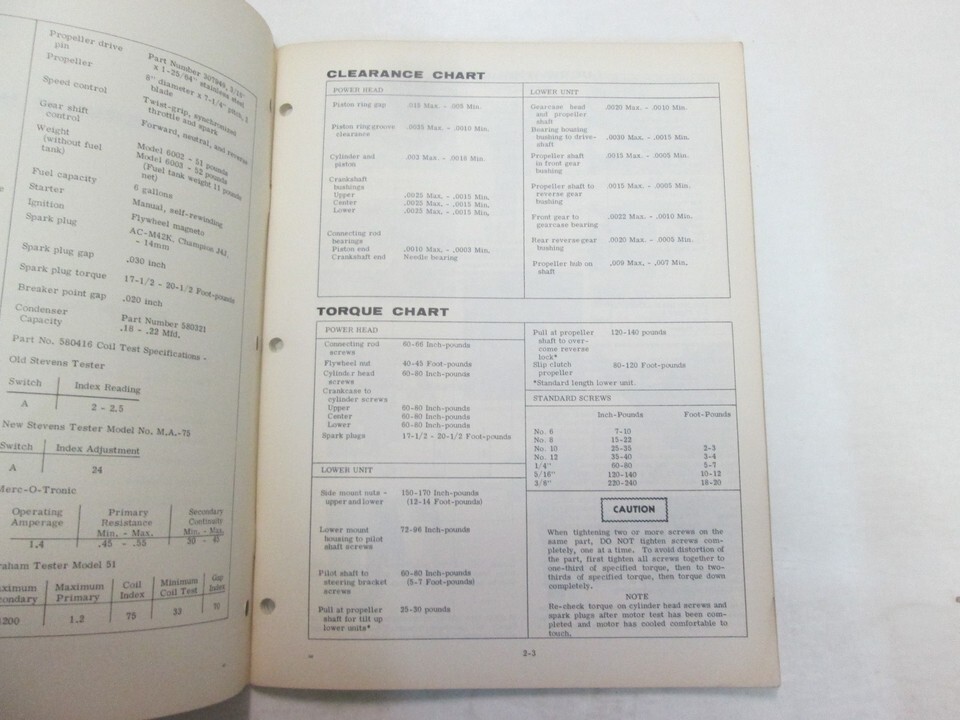 Propeller drive pin Part Number 307949, 3/16" x 1-25/64" stainless steel
Propeller 8" diameter x 7-1/4" pitch, 2 blade
Speed control Twist-grip, synchronized throttle and spark
Gear shift control Forward, neutral, and reverse
Weight (without fuel tank) Model 6002 - 51 pounds
Model 6003 - 52 pounds
(Fuel tank weight 11 pounds net)
Fuel capacity 6 gallons
Starter Manual, self-rewinding
Ignition Flywheel magneto
Spark plug AC-M42K, Champion J4J, - 14mm
Spark plug gap .030 inch
Spark plug torque 17-1/2 - 20-1/2 Foot-pounds
Breaker point gap .020 inch
Condenser Part Number 580321
Capacity .18 - .22 Mfd.
Part No. 580416 Coil Test Specifications -
Old Stevens Tester
Switch Index Reading
A 2 - 2.5
New Stevens Tester Model No. M.A.-75
Switch Index Adjustment
A 24
Merc-O-Tronic
Operating Amperage Primary Resistance Min. - Max. Secondary Continuity Min. - Max.
1.4 .45 - .55
raham Tester Model 51
aximum condary Maximum Primary Coil Index Minimum Coil Test Gap Index
1200 1.2 75 33 70
CLEARANCE CHART
POWER HEAD
Piston ring gap .015 Max. - .005 Min.
Piston ring groove clearance .0035 Max. - .0010 Min.
Cylinder and piston .003 Max. - .0018 Min.
Crankshaft bushings
Upper .0025 Max. - .0015 Min.
Center .0025 Max. - .0015 Min.
Lower .0025 Max. - .0015 Min.
Connecting rod bearings
Piston end .0010 Max. - .0003 Min.
Crankshaft end Needle bearing
LOWER UNIT
Gearcase head and propeller shaft .0020 Max. - .0010 Min.
Bearing housing bushing to driveshaft .0030 Max. - .0015 Min.
Propeller shaft in front gear bushing .0015 Max. - .0005 Min.
Propeller shaft to reverse gear bushing .0015 Max. - .0005 Min.
Front gear to gearcase bearing .0022 Max. - .0010 Min.
Rear reverse gear bushing .0020 Max. - .0005 Min.
Propeller hub on shaft .009 Max. - .007 Min.
TORQUE CHART
POWER HEAD
Connecting rod screws 60-66 Inch-pounds
Flywheel nut 40-45 Foot-pounds
Cylinder head screws 60-80 Inch-pounds
Crankcase to cylinder screws
Upper 60-80 Inch-pounds
Center 60-80 Inch-pounds
Lower 60-80 Inch-pounds
Spark plugs 17-1/2 - 20-1/2 Foot-pounds
LOWER UNIT
Side mount nuts - upper and lower 150-170 Inch-pounds (12-14 Foot-pounds)
Lower mount housing to pilot shaft screws 72-96 Inch-pounds
Pilot shaft to steering bracket screws 60-80 Inch-pounds (5-7 Foot-pounds)
Pull at propeller shaft for tilt up lower units* 25-30 pounds
Pull at propeller shaft to overcome reverse lock* 120-140 pounds
Slip clutch propeller 80-120 Foot-pounds
*Standard length lower unit.
STANDARD SCREWS
Inch-Pounds Foot-Pounds
No. 6 7-10
No. 8 15-22
No. 10 25-35 2-3
No. 12 35-40 3-4
1/4" 60-80 5-7
5/16" 120-140 10-12
3/8" 220-240 18-20
CAUTION
When tightening two or more screws on the
same part, DO NOT tighten screws com-
pletely, one at a time. To avoid distortion of
the part, first tighten all screws together to
one-third of specified torque, then to two-
thirds of specified torque, then torque down
completely.
NOTE
Re-check torque on cylinder head screws and
spark plugs after motor test has been com-
pleted and motor has cooled comfortable to
touch.
2-3